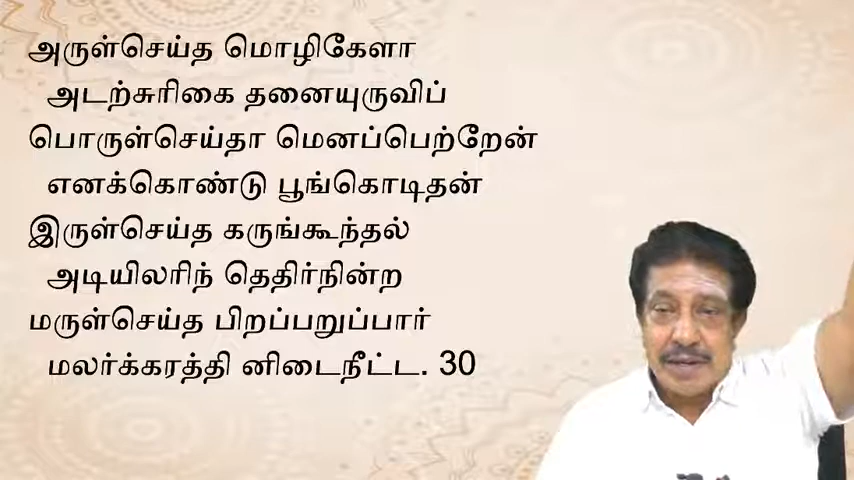 அருள்செய்த மொழிகேளா
அடற்சுரிகை தனையுருவிப்
பொருள்செய்தா மெனப்பெற்றேன்
எனக்கொண்டு பூங்கொடிதன்
இருள்செய்த கருங்கூந்தல்
அடியிலரிந் தெதிர்நின்ற
மருள்செய்த பிறப்பறுப்பார்
மலர்க்கரத்தி னிடைநீட்ட. 30